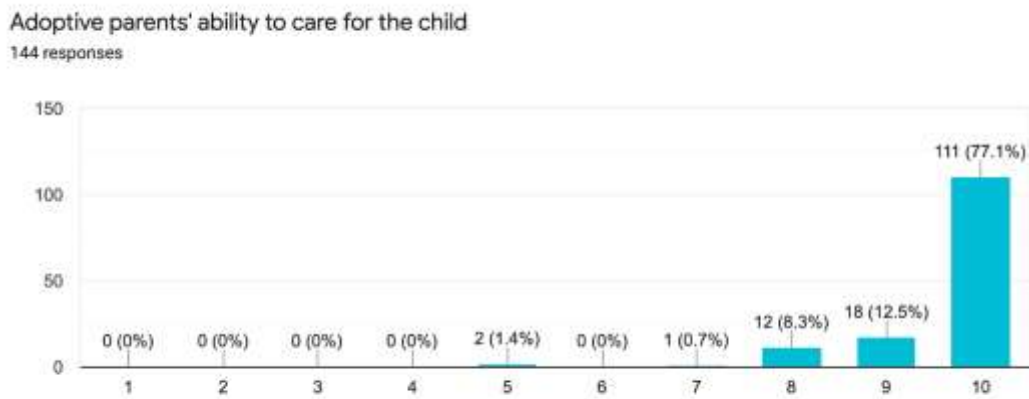 Adoptive parents' ability to care for the child
144 responses
150
111 (77.1%)
100
50
18 (12.5%)
12 (8.3%)
0 (0%) 0 (0%) 0 (0%) 0 (0%) 2 (1.4%) 0 (0%) 1 (0.7%)
0
1 2 3 4 5 6 7 8 9 10